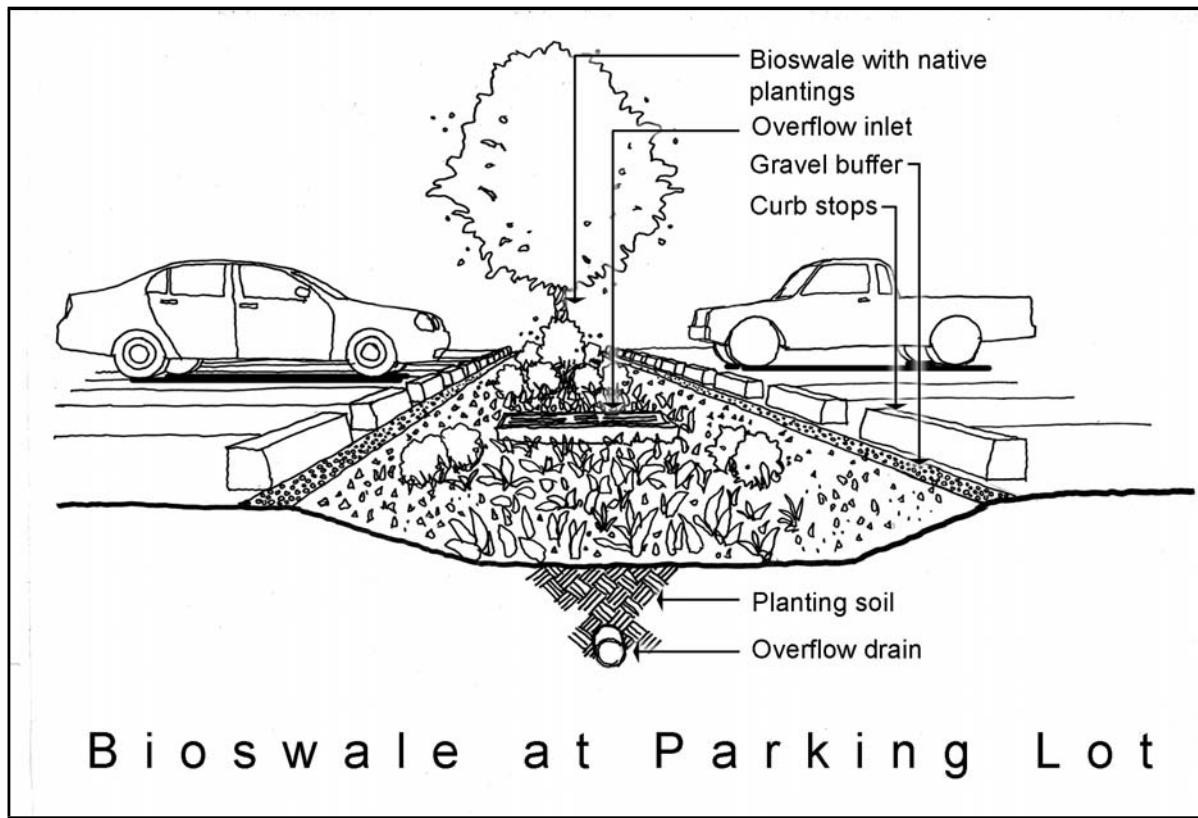 Bioswale with native
plantings
Overflow inlet
Gravel buffer
Curb stops
Planting soil
Overflow drain
Bioswale at Parking Lot